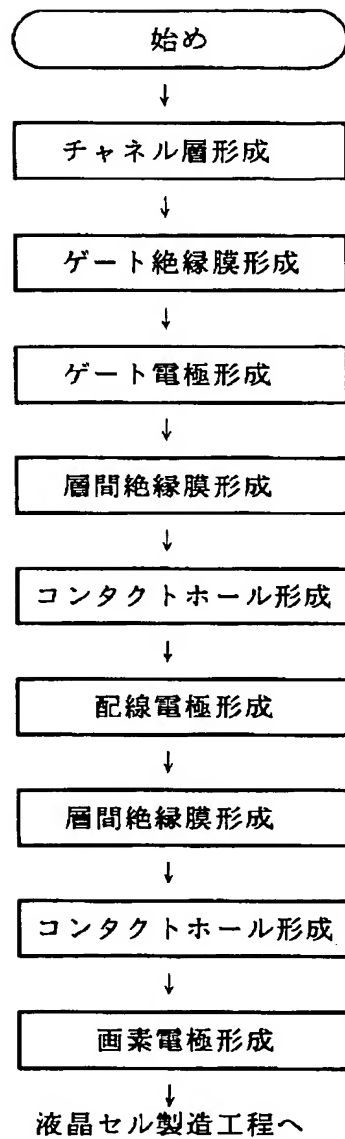 始め
↓
チャネル層形成
↓
ゲート絶縁膜形成
↓
ゲート電極形成
↓
層間絶縁膜形成
↓
コンタクトホール形成
↓
配線電極形成
↓
層間絶縁膜形成
↓
コンタクトホール形成
↓
画素電極形成
↓
液晶セル製造工程へ